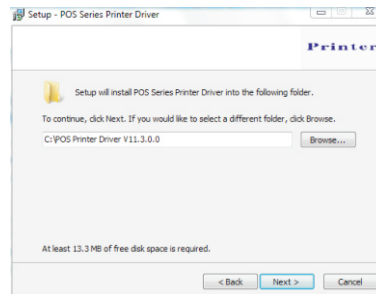 Setup - POS Series Printer Driver
Printer
Setup will install POS Series Printer Driver into the following folder.
To continue, click Next. If you would like to select a different folder, click Browse.
C:\POS Printer Driver V11.3.0.0
Browse...
At least 13.3 MB of free disk space is required.
< Back
Next >
Cancel